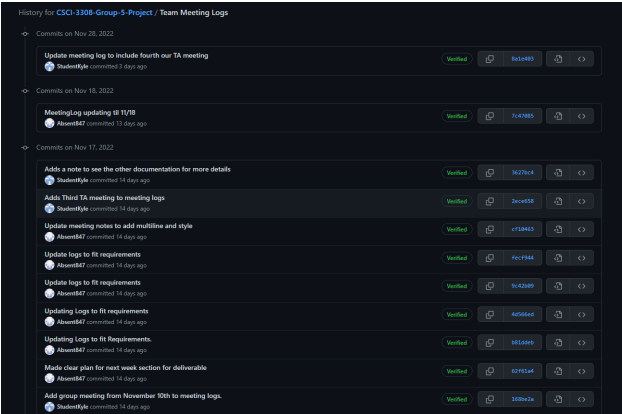 History for CSCI-3308-Group-5-Project / Team Meeting Logs
Commits on Nov 28, 2022
Update meeting log to include fourth our TA meeting
Verified
8a1e403
StudentKyle committed 3 days ago
Commits on Nov 18, 2022
MeetingLog updating til 11/18
Verified
7c47085
Absent847 committed 13 days ago
Commits on Nov 17, 2022
Adds a note to see the other documentation for more details
Verified
3627bc4
StudentKyle committed 14 days ago
Adds Third TA meeting to meeting logs
Verified
StudentKyle committed 14 days ago
Update meeting notes to add multiline and style
Verified
cf10463
Absent847 committed 14 days ago
Update logs to fit requirements
Verified
fecf944
Absent847 committed 14 days ago
Update logs to fit requirements
Verified
9c42b09
Absent847 committed 14 days ago
Updating Logs to fit requirements
Verified
4d566ed
Absent847 committed 14 days ago
Updating Logs to fit Requirements.
Verified
b81ddeb
Absent847 committed 14 days ago
Made clear plan for next week section for deliverable
Verified
82f61a4
Absent847 committed 14 days ago
Add group meeting from November 10th to meeting logs.
Verified
168be2a
StudentKyle committed 14 days ago